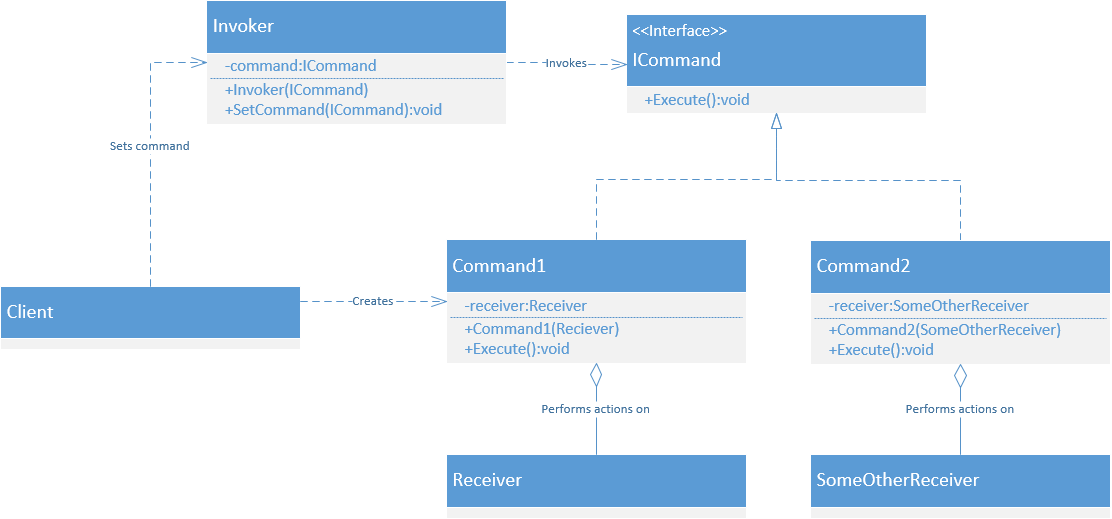 Invoker
-command:ICommand
+Invoker(ICommand)
+SetCommand(ICommand):void
Invokes
<<Interface>>
ICommand
+Execute():void
Sets command
Client
Creates
Command1
-receiver:Receiver
+Command1(Reciever)
+Execute():void
Command2
-receiver:SomeOtherReceiver
+Command2(SomeOtherReceiver)
+Execute():void
Performs actions on
Performs actions on
Receiver
SomeOtherReceiver